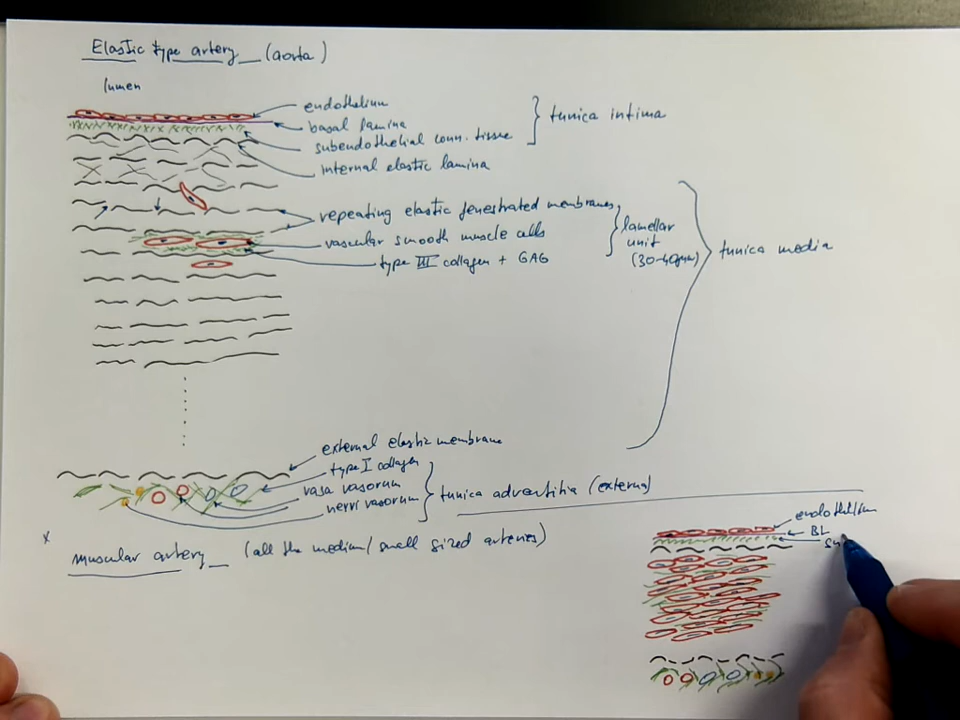 Elastic type artery (aorta)
lumen
endothelium
basal lamina
subendothelial conn. tissue
tunica intima
internal elastic lamina
repeating elastic fenestrated membranes,
vascular smooth muscle cells
type III collagen + GAG
lamellar
unit
(30-40μm)
tunica media
external elastic membrane
type I collagen
vasa vasorum
nervi vasorum
tunica adventitia (externa)
x
muscular artery (all the medium/small sized arteries)
endothelium
BL